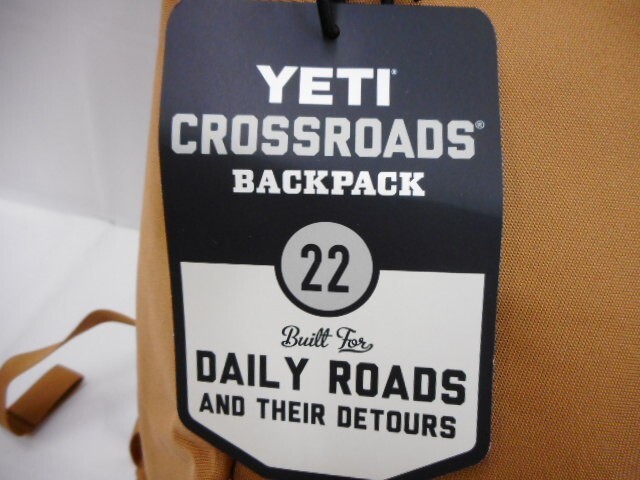 YETI®
CROSSROADS®
BACKPACK
22
Built For
DAILY ROADS
AND THEIR DETOURS